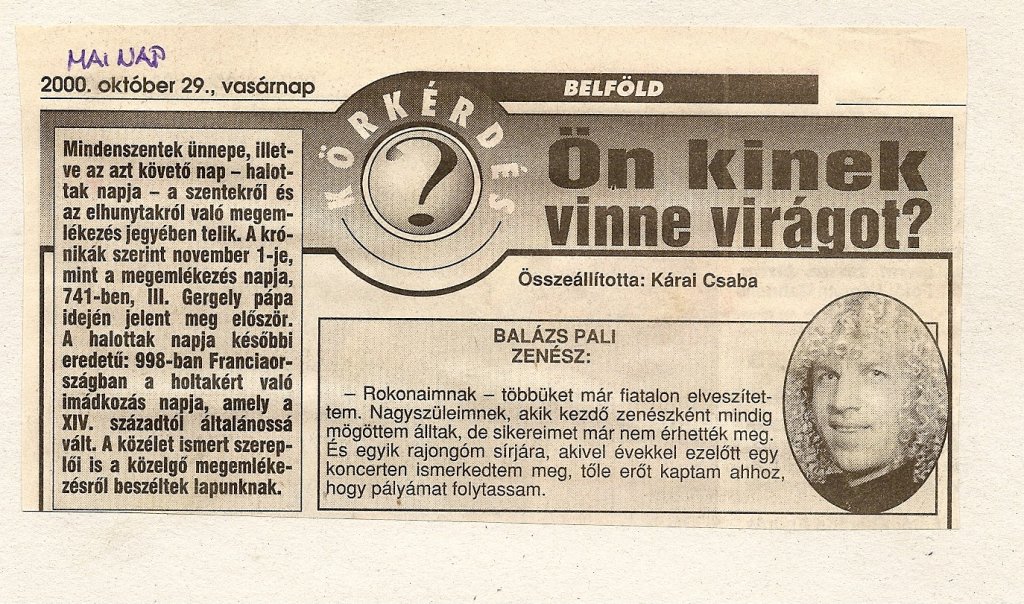 MAI NAP
2000. október 29., vasárnap
BELFÖLD
KÖRKÉRDÉS
?
Ön kinek
vinne virágot?
Mindenszentek ünnepe, illet-
ve az azt követő nap – halot-
tak napja – a szentekről és
az elhunytakról való megem-
lékezés jegyében telik. A kró-
nikák szerint november 1-je,
mint a megemlékezés napja,
741-ben, III. Gergely pápa
idején jelent meg először.
A halottak napja későbbi
eredetű: 998-ban Franciaor-
szágban a holtakért való
imádkozás napja, amely a
XIV. századtól általánossá
vált. A közélet ismert szerep-
lői is a közelgő megemléke-
zésről beszéltek lapunknak.
Összeállította: Kárai Csaba
BALÁZS PALI
ZENÉSZ:
– Rokonaimnak – többüket már fiatalon elveszítet-
tem. Nagyszüleimnek, akik kezdő zenészként mindig
mögöttem álltak, de sikereimet már nem érhették meg.
És egyik rajongóm sírjára, akivel évekkel ezelőtt egy
koncerten ismerkedtem meg, tőle erőt kaptam ahhoz,
hogy pályámat folytassam.